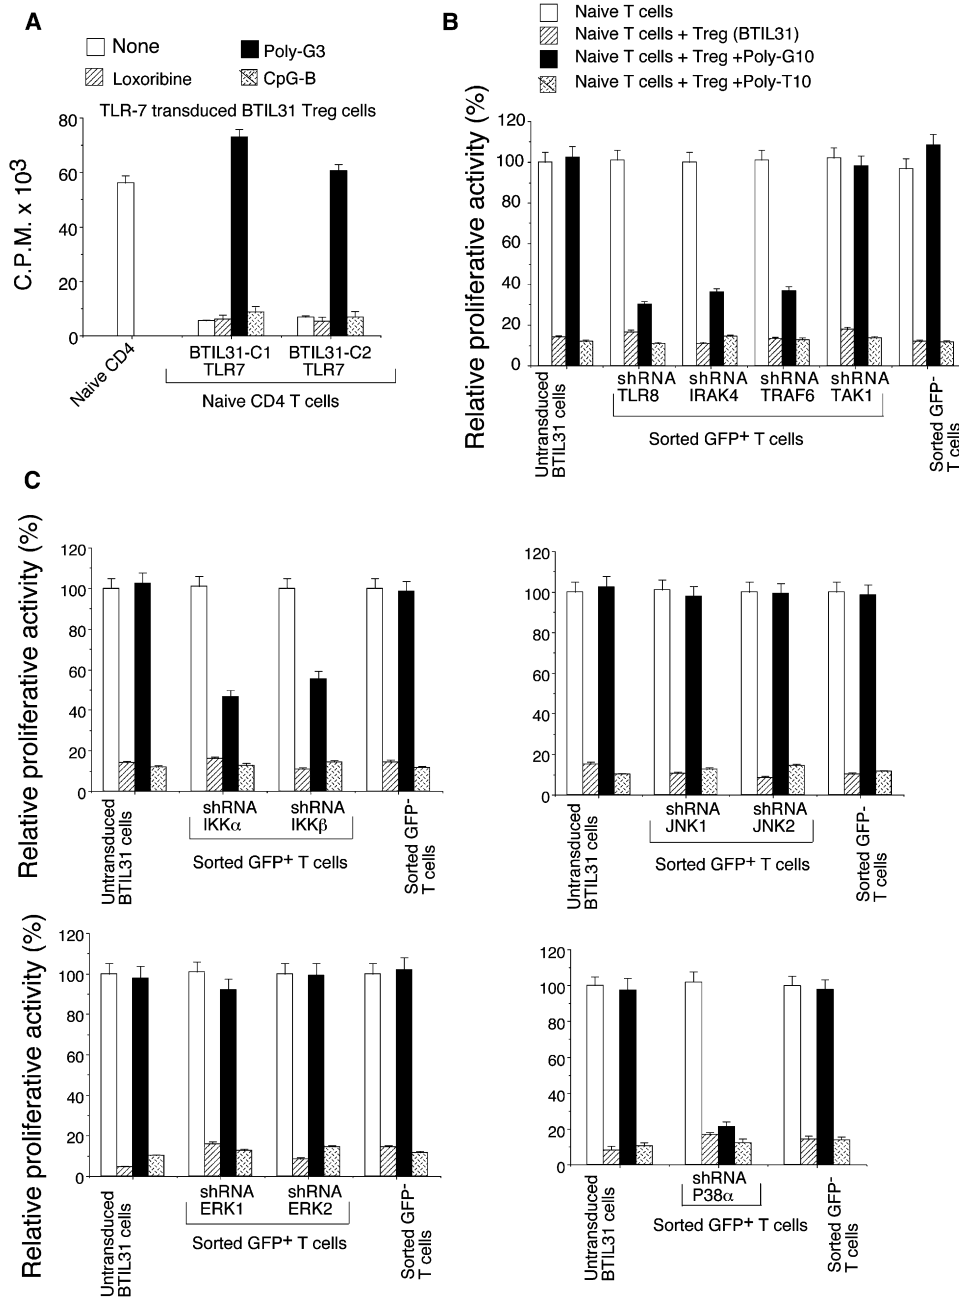 A
None
Poly-G3
Loxoribine
CpG-B
TLR-7 transduced BTIL31 Treg cells
C.P.M. x 10³
80
60
40
20
0
Naive CD4
BTIL31-C1
TLR7
BTIL31-C2
TLR7
Naive CD4 T cells
B
Naive T cells
Naive T cells + Treg (BTIL31)
Naive T cells + Treg +Poly-G10
Naive T cells + Treg +Poly-T10
Relative proliferative activity (%)
120
100
80
60
40
20
0
Untransduced
BTIL31 cells
shRNA
TLR8
shRNA
IRAK4
shRNA
TRAF6
shRNA
TAK1
Sorted GFP+ T cells
Sorted GFP-
T cells
C
Relative proliferative activity (%)
120
100
80
60
40
20
0
Untransduced
BTIL31 cells
shRNA
IKKα
shRNA
IKKβ
Sorted GFP+ T cells
Sorted GFP-
T cells
120
100
80
60
40
20
0
Untransduced
BTIL31 cells
shRNA
JNK1
shRNA
JNK2
Sorted GFP+ T cells
Sorted GFP-
T cells
Relative proliferative activity (%)
120
100
80
60
40
20
0
Untransduced
BTIL31 cells
shRNA
ERK1
shRNA
ERK2
Sorted GFP+ T cells
Sorted GFP-
T cells
120
100
80
60
40
20
0
Untransduced
BTIL31 cells
shRNA
P38α
Sorted GFP+ T cells
Sorted GFP-
T cells